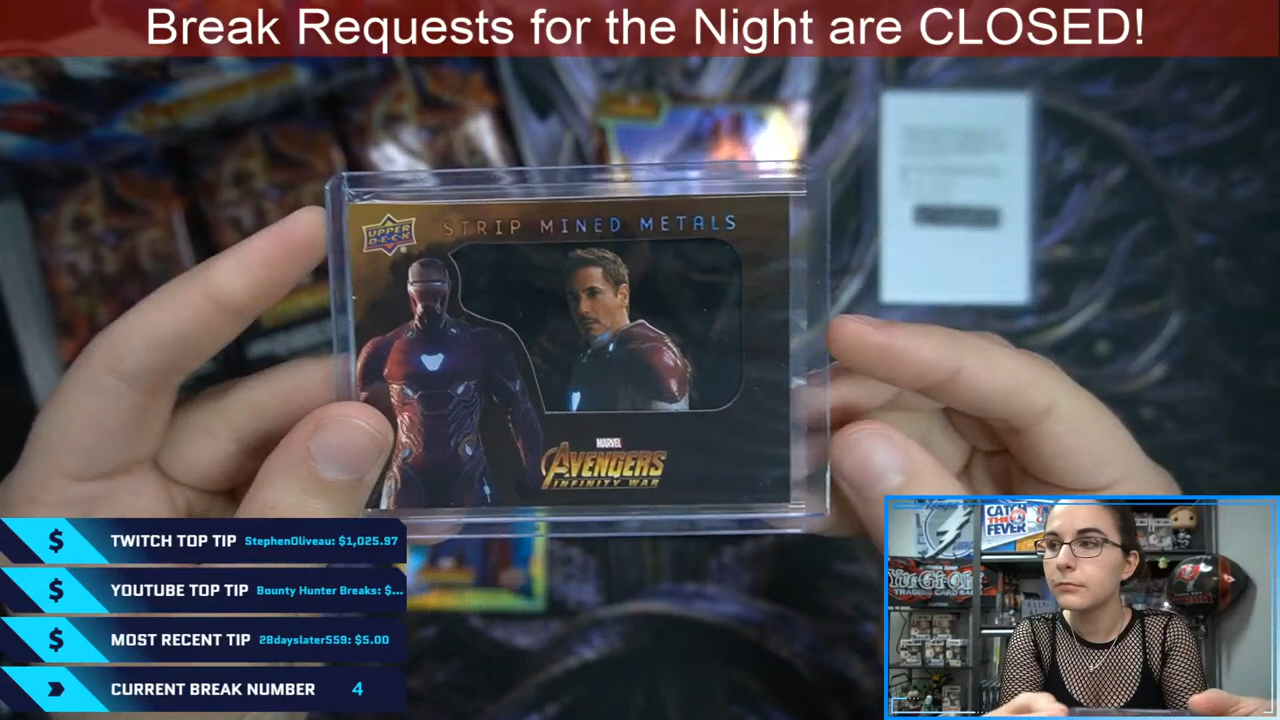 Break Requests for the Night are CLOSED!
UPPER DECK
STRIP MINED METALS
MARVEL
AVENGERS
INFINITY WAR
TWITCH TOP TIP StephenOliveau: $1,025.97
YOUTUBE TOP TIP Bounty Hunter Breaks: $...
MOST RECENT TIP 28dayslater559: $5.00
CURRENT BREAK NUMBER 4
CATCH
THE
FEVER
Yu-Gi-Oh!
TRADING CARD GAME